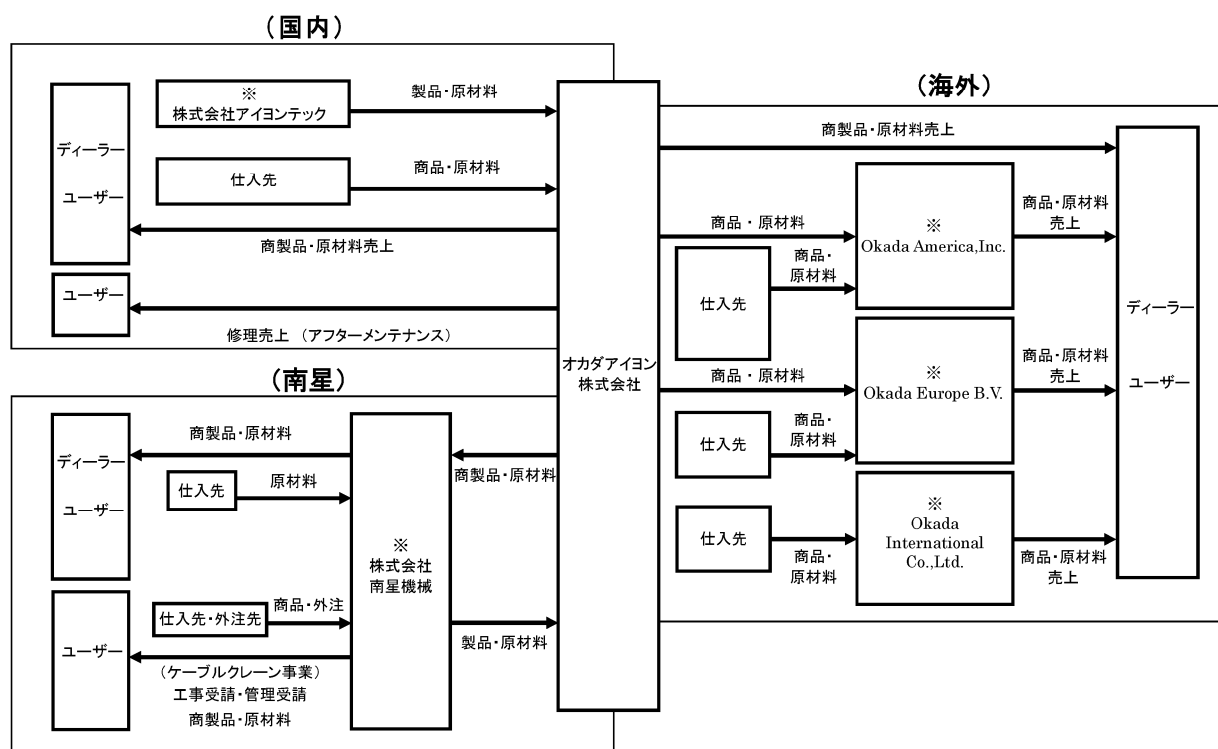 (国内)
※
株式会社アイヨンテック
製品・原材料
ディーラー
ユーザー
仕入先
商品・原材料
商製品・原材料売上
ユーザー
修理売上 (アフターメンテナンス)
オカダアイヨン
株式会社
(海外)
商製品・原材料売上
商品・原材料
※
Okada America,Inc.
商品・原材料
売上
仕入先
商品・
原材料
商品・原材料
※
Okada Europe B.V.
商品・原材料
売上
仕入先
商品・
原材料
仕入先
商品・
原材料
※
Okada
International
Co.,Ltd.
商品・原材料
売上
ディーラー
ユーザー
(南星)
ディーラー
ユーザー
商製品・原材料
仕入先
原材料
※
株式会社
南星機械
商製品・原材料
仕入先・外注先
商品・外注
製品・原材料
ユーザー
(ケーブルクレーン事業)
工事受請・管理受請
商製品・原材料